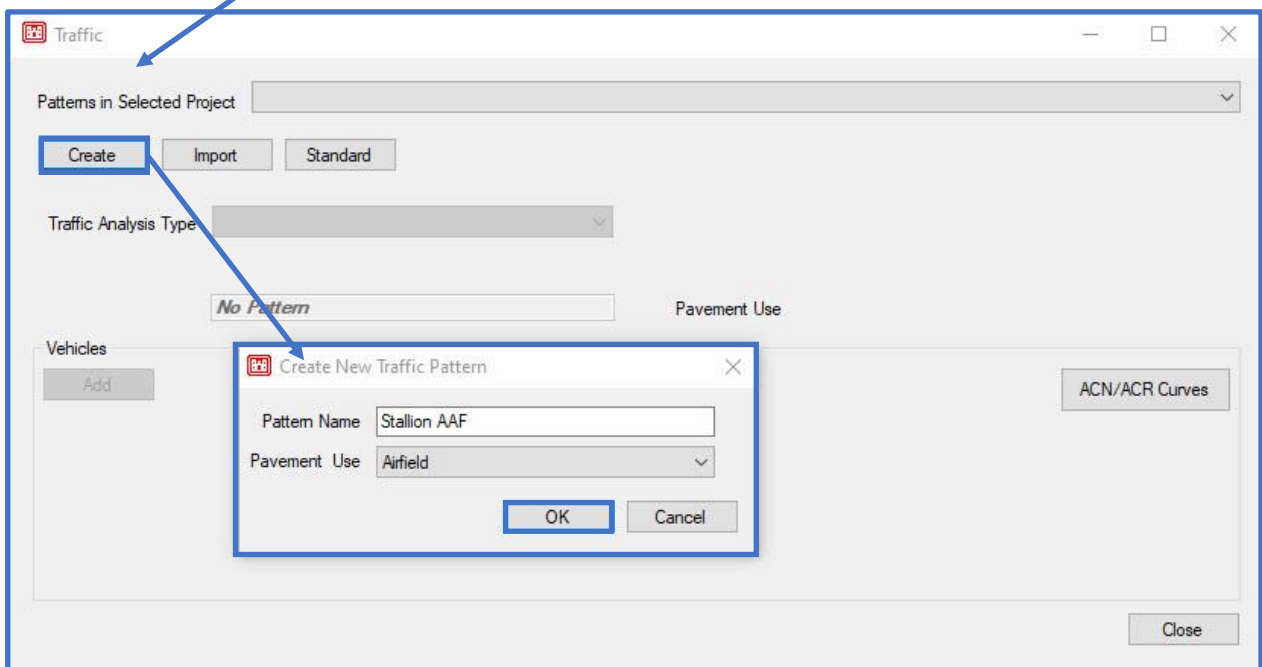 Traffic
Patterns in Selected Project
Create Import Standard
Traffic Analysis Type
No Pattern Pavement Use
Vehicles
Add
ACN/ACR Curves
Create New Traffic Pattern
Pattern Name Stallion AAF
Pavement Use Airfield
OK Cancel
Close